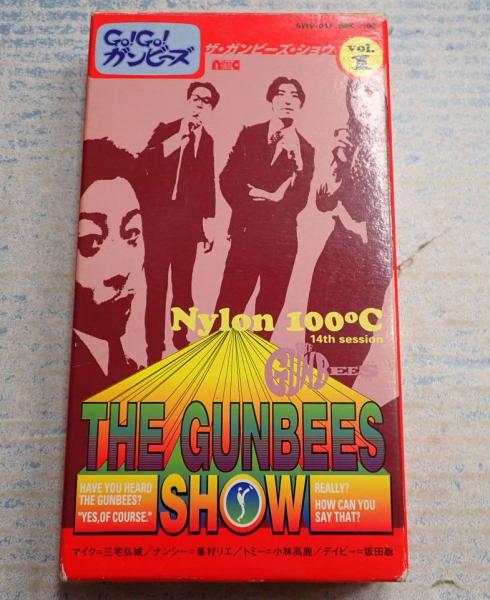 GO!GO!
ガンビーズ
ザ・ガンビーズ・ショウ
vol.
Nylon 100ºC
14th session
THE
GUNBEES
THE GUNBEES
SHOW
HAVE YOU HEARD
THE GUNBEES?
"YES,OF COURSE."
REALLY?
HOW CAN YOU
SAY THAT?
マイク=三宅弘城/ナンシー=峯村リエ/トミー=小林高鹿/デイビー=坂田聡